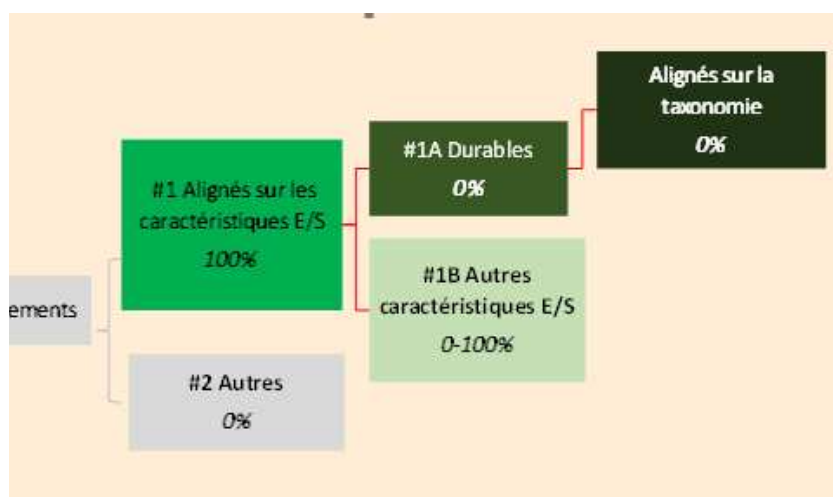 ements
#1 Alignés sur les
caractéristiques E/S
100%
#2 Autres
0%
#1A Durables
0%
#1B Autres
caractéristiques E/S
0-100%
Alignés sur la
taxonomie
0%